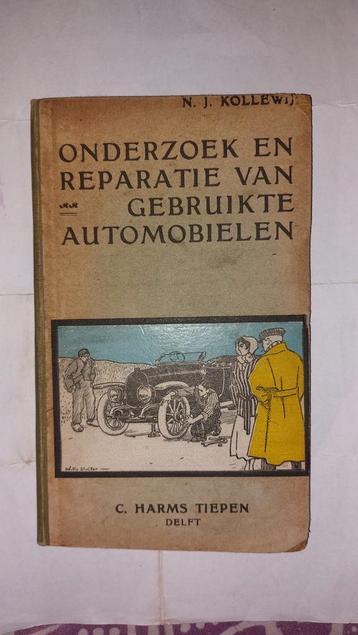 N. J. KOLLEWIJ
ONDERZOEK EN
REPARATIE VAN
GEBRUIKTE
AUTOMOBIELEN
C. HARMS TIEPEN
DELFT